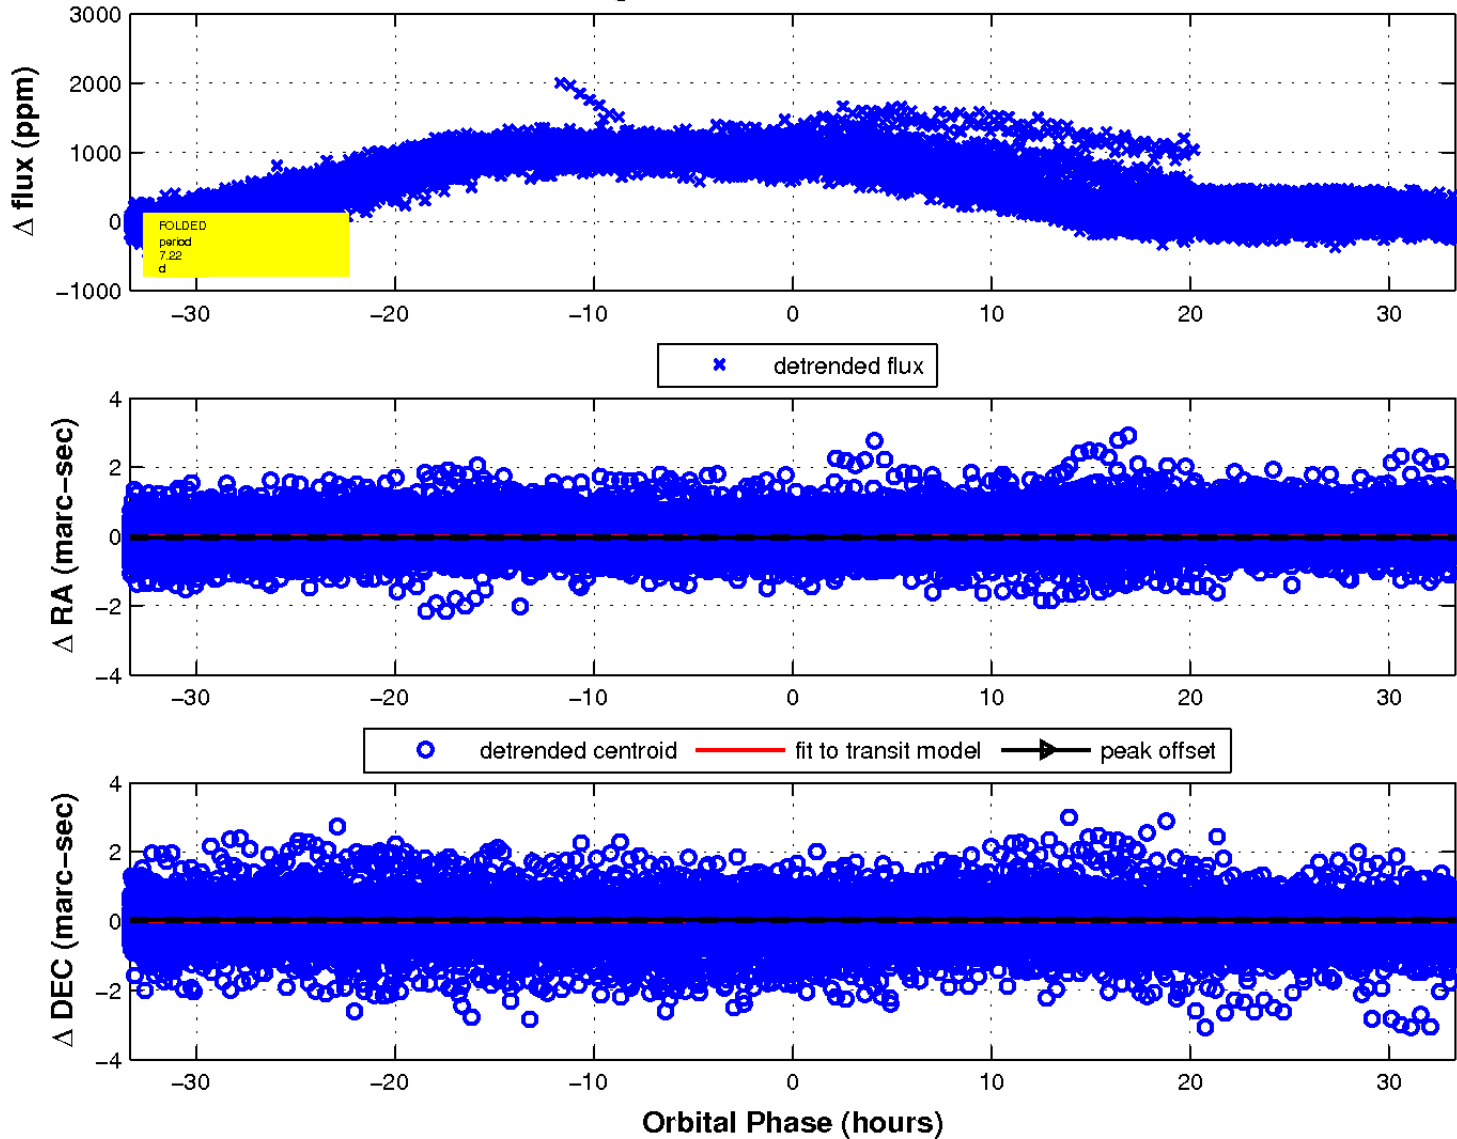 3000
2000
1000
0
−1000
Δ flux (ppm)
FOLDED
period
7.22
d
−30 −20 −10 0 10 20 30
detrended flux
4
2
0
−2
−4
Δ RA (marc−sec)
−30 −20 −10 0 10 20 30
detrended centroid fit to transit model peak offset
4
2
0
−2
−4
Δ DEC (marc−sec)
−30 −20 −10 0 10 20 30
Orbital Phase (hours)